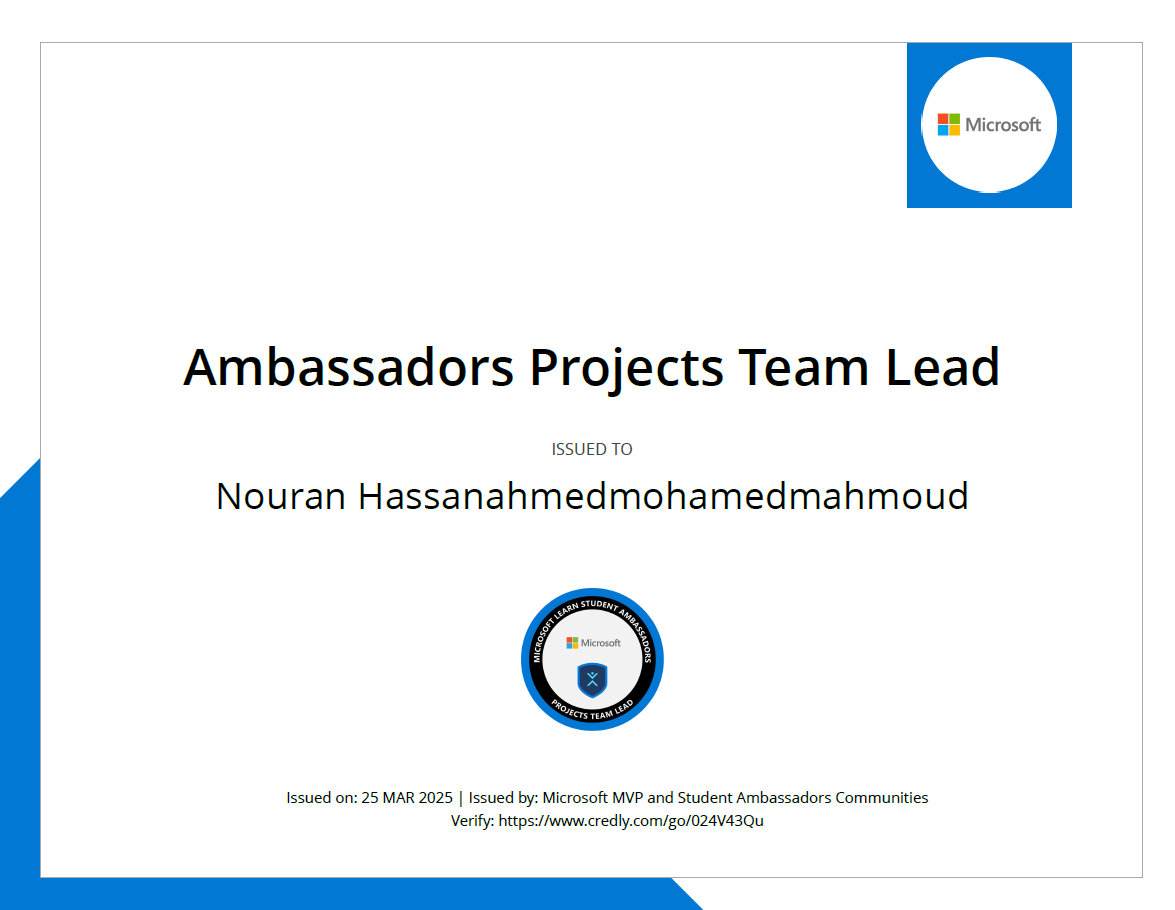 Microsoft
Ambassadors Projects Team Lead
ISSUED TO
Nouran Hassanahmedmohamedmahmoud
MICROSOFT LEARN STUDENT AMBASSADORS
Microsoft
PROJECTS TEAM LEAD
Issued on: 25 MAR 2025 | Issued by: Microsoft MVP and Student Ambassadors Communities
Verify: https://www.credly.com/go/024V43Qu